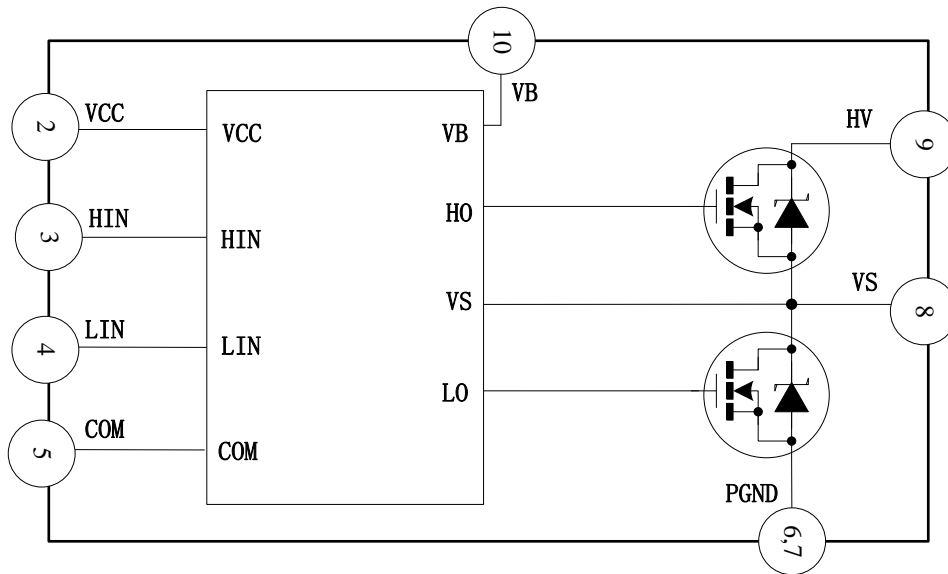 10
VB
2
VCC
VCC
VB
HV
9
3
HIN
HIN
HO
4
LIN
LIN
VS
VS
8
5
COM
COM
LO
PGND
6,7